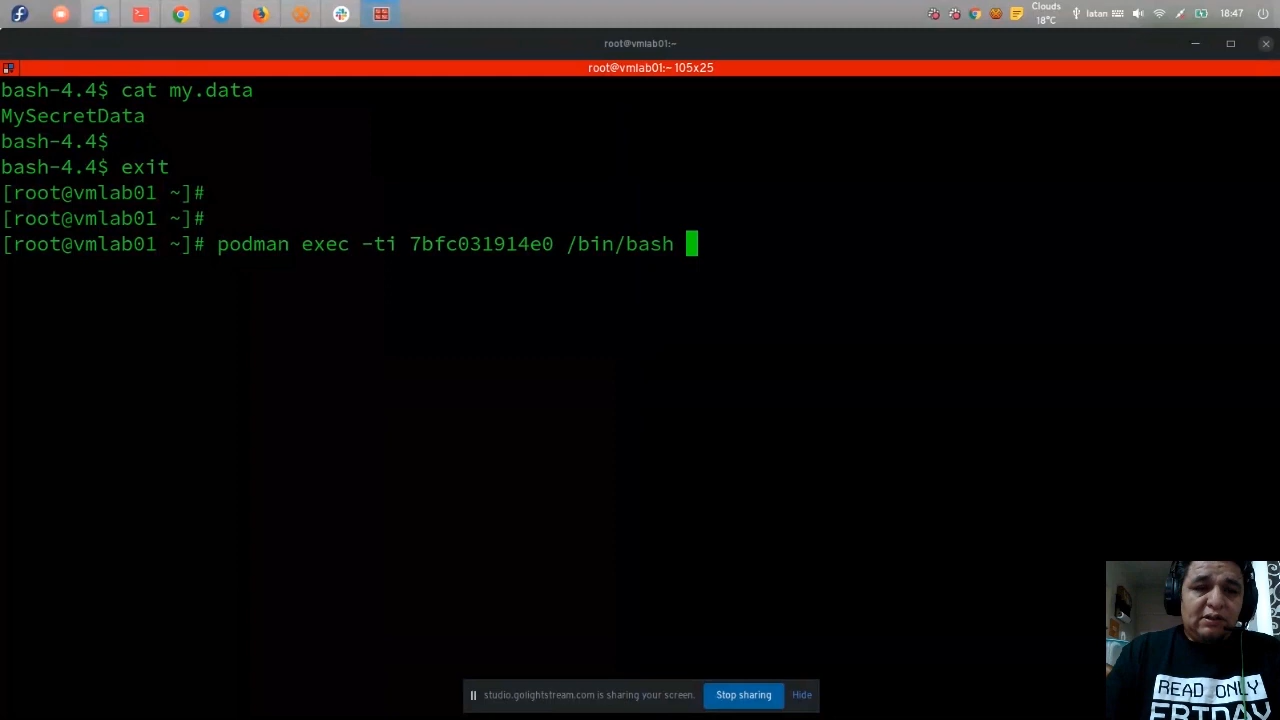 Clouds
18°C
latan
18:47
root@vmlab01:~
root@vmlab01:~ 105x25
bash-4.4$ cat my.data
MySecretData
bash-4.4$
bash-4.4$ exit
[root@vmlab01 ~]#
[root@vmlab01 ~]#
[root@vmlab01 ~]# podman exec -ti 7bfc031914e0 /bin/bash
studio.golightstream.com is sharing your screen.
Stop sharing
Hide
READ ONLY